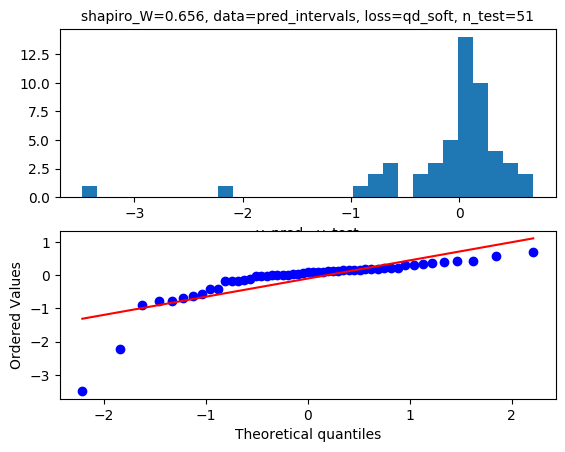 shapiro_W=0.656, data=pred_intervals, loss=qd_soft, n_test=51
12.5
10.0
7.5
5.0
2.5
0.0
−3 −2 −1 0
1
0
−1
−2
−3
Ordered Values
−2 −1 0 1 2
Theoretical quantiles